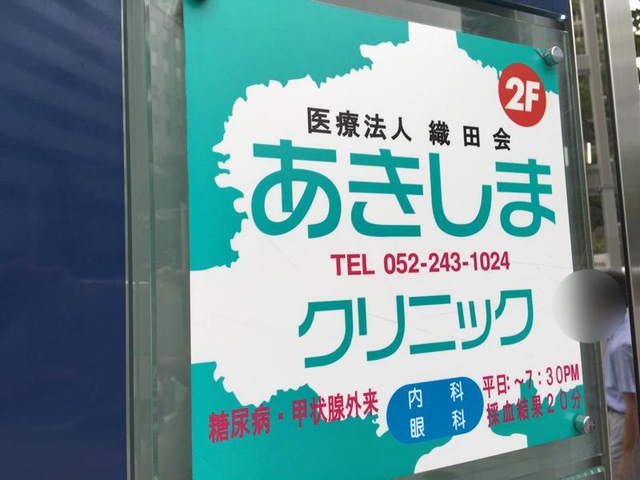 2F
医療法人 織田会
あきしま
TEL 052-243-1024
クリニック
糖尿病・甲状腺外来
内科
眼科
平日:～7:30PM
採血結果20分